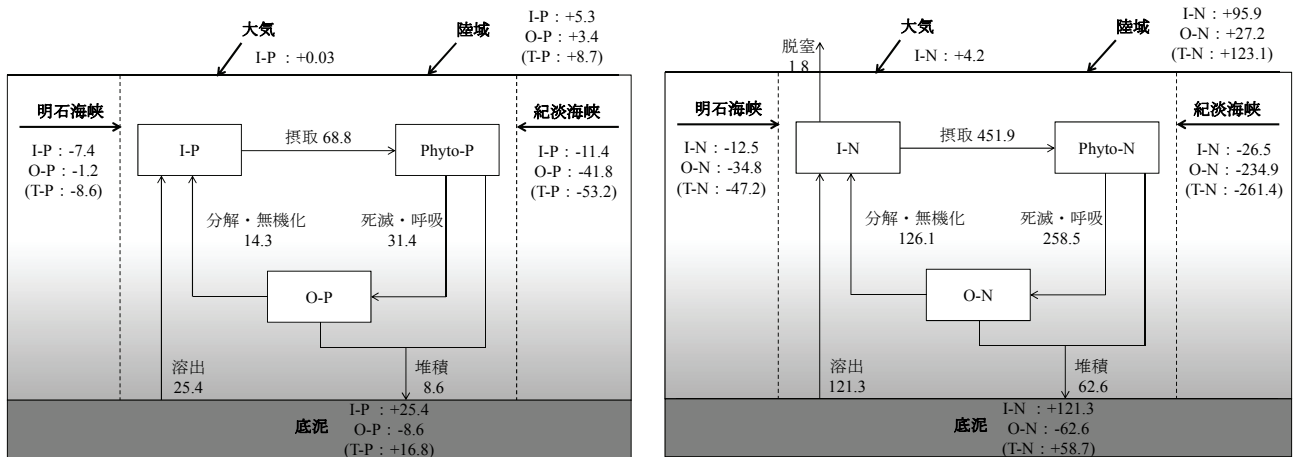 大気
I-P：+0.03
陸域
I-P：+5.3
O-P：+3.4
(T-P：+8.7)
明石海峡
I-P：-7.4
O-P：-1.2
(T-P：-8.6)
紀淡海峡
I-P：-11.4
O-P：-41.8
(T-P：-53.2)
I-P
摂取 68.8
Phyto-P
分解・無機化
14.3
死滅・呼吸
31.4
O-P
溶出
25.4
堆積
8.6
底泥
I-P ：+25.4
O-P：-8.6
(T-P：+16.8)
脱窒
1.8
大気
I-N：+4.2
陸域
I-N：+95.9
O-N：+27.2
(T-N：+123.1)
明石海峡
I-N：-12.5
O-N：-34.8
(T-N：-47.2)
紀淡海峡
I-N：-26.5
O-N：-234.9
(T-N：-261.4)
I-N
摂取 451.9
Phyto-N
分解・無機化
126.1
死滅・呼吸
258.5
O-N
溶出
121.3
堆積
62.6
底泥
I-N ：+121.3
O-N：-62.6
(T-N：+58.7)